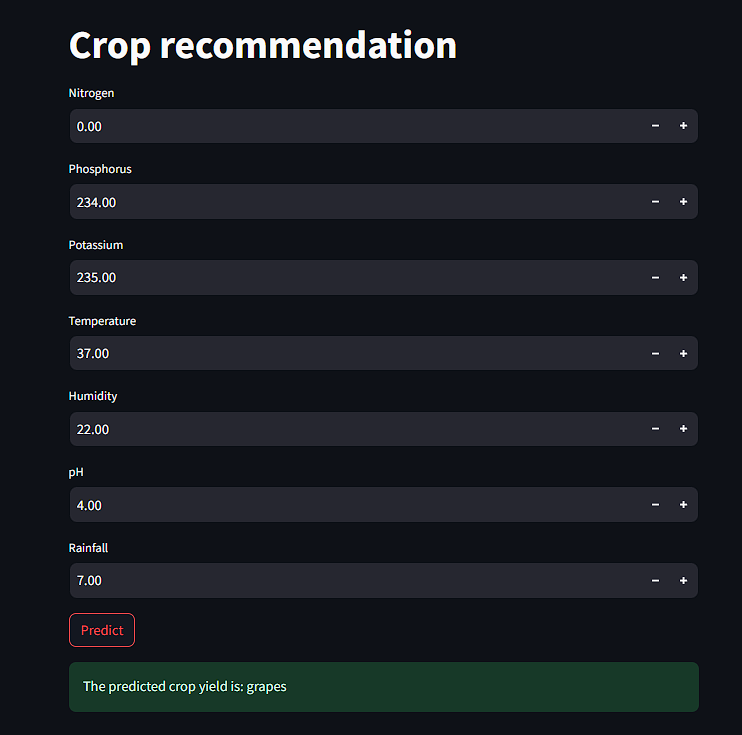 Crop recommendation
Nitrogen
0.00 − +
Phosphorus
234.00 − +
Potassium
235.00 − +
Temperature
37.00 − +
Humidity
22.00 − +
pH
4.00 − +
Rainfall
7.00 − +
Predict
The predicted crop yield is: grapes